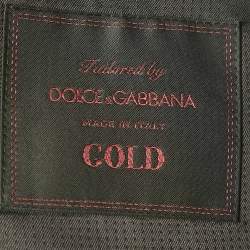 Tailored by
DOLCE & GABBANA
MADE IN ITALY
GOLD